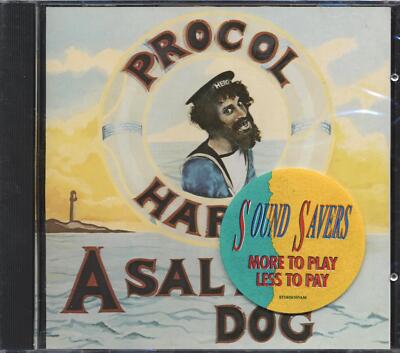 PROCOL
HERO
HAR
A SAL
DOG
SOUND SAVERS
MORE TO PLAY
LESS TO PAY